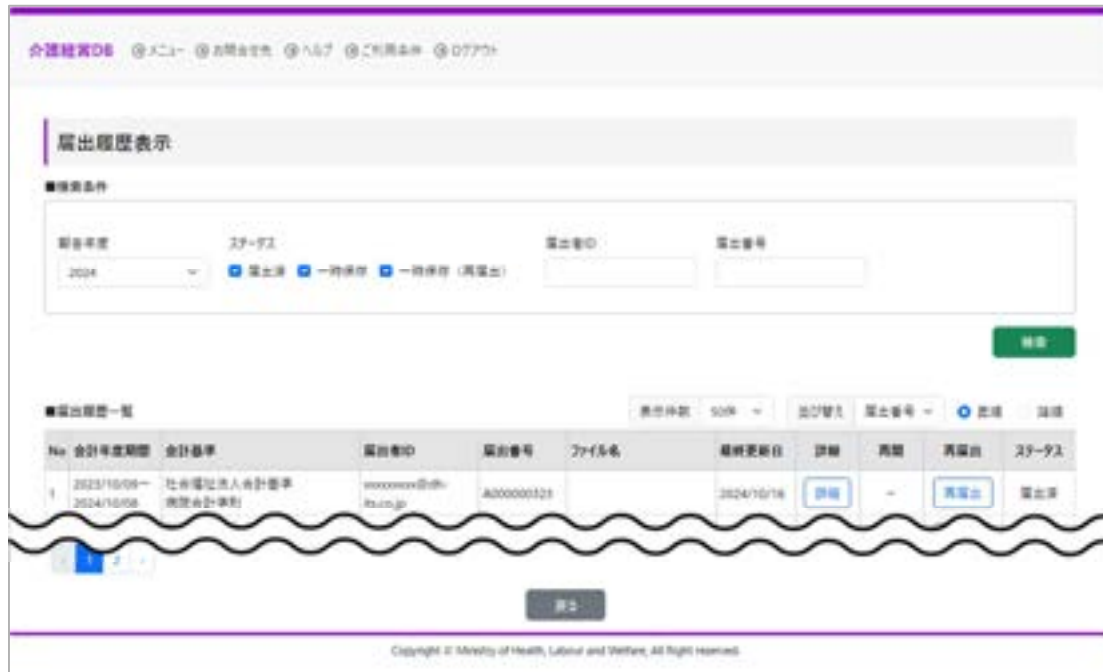 介護経営DB メニュー お問合せ先 ヘルプ ご利用条件 ログアウト
届出履歴表示
■検索条件
報告年度 ステータス 届出者ID 届出番号
2024 届出済 一時保存 一時保存（再届出）
検索
■届出履歴一覧 表示件数 50件 並び替え 届出番号 昇順 降順
No 会計年度期間 会計基準 届出者ID 届出番号 ファイル名 最終更新日 詳細 再開 再届出 ステータス
2023/10/09～ 社会福祉法人会計基準
1 A000000323 2024/10/16 詳細 - 再届出 届出済
2024/10/08 病院会計準則
‹ 1 2 ›
戻る
Copyright © Ministry of Health, Labour and Welfare, All Right reserved.